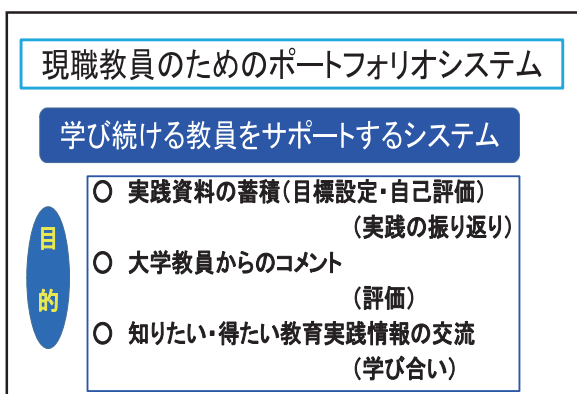 現職教員のためのポートフォリオシステム
学び続ける教員をサポートするシステム
目的
○ 実践資料の蓄積(目標設定・自己評価)
(実践の振り返り)
○ 大学教員からのコメント
(評価)
○ 知りたい・得たい教育実践情報の交流
(学び合い)